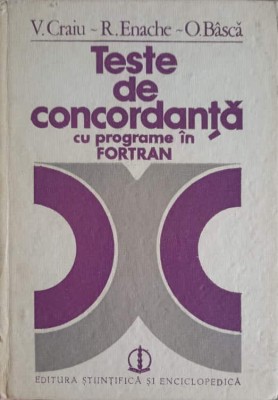 V. Craiu - R. Enache - O. Bâscă
Teste
de
concordanță
cu programe în
FORTRAN
EDITURA ȘTIINȚIFICĂ ȘI ENCICLOPEDICĂ